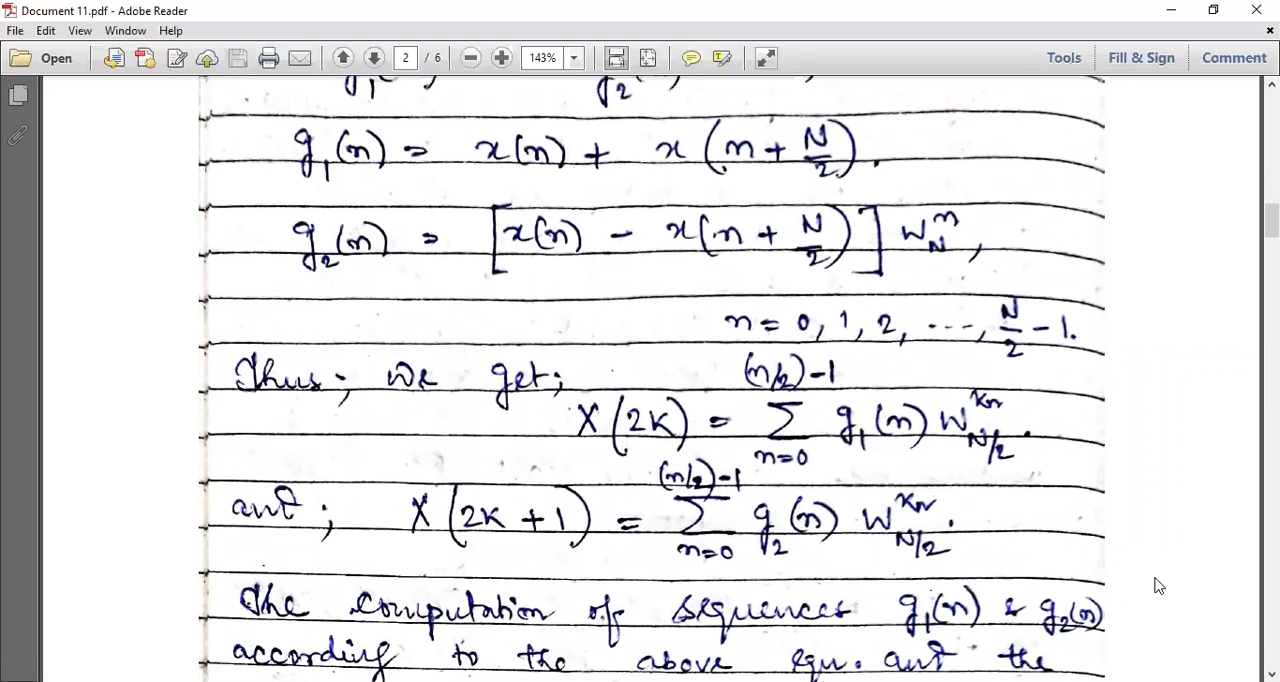 Document 11.pdf - Adobe Reader
File Edit View Window Help
Open 2 / 6 143% Tools Fill & Sign Comment
g₁(n) = x(n) + x(n + N/2).
g₂(n) = [x(n) - x(n + N/2)] W_N^n,
n = 0, 1, 2, ..., N/2 - 1.
Thus; we get;
X(2K) = Σ_{n=0}^{(n/2)-1} g₁(n) W_{N/2}^{Kn}.
and; X(2K + 1) = Σ_{n=0}^{(n/2)-1} g₂(n) W_{N/2}^{Kn}.
The computation of sequences g₁(n) & g₂(n)
according to the above equ. and the